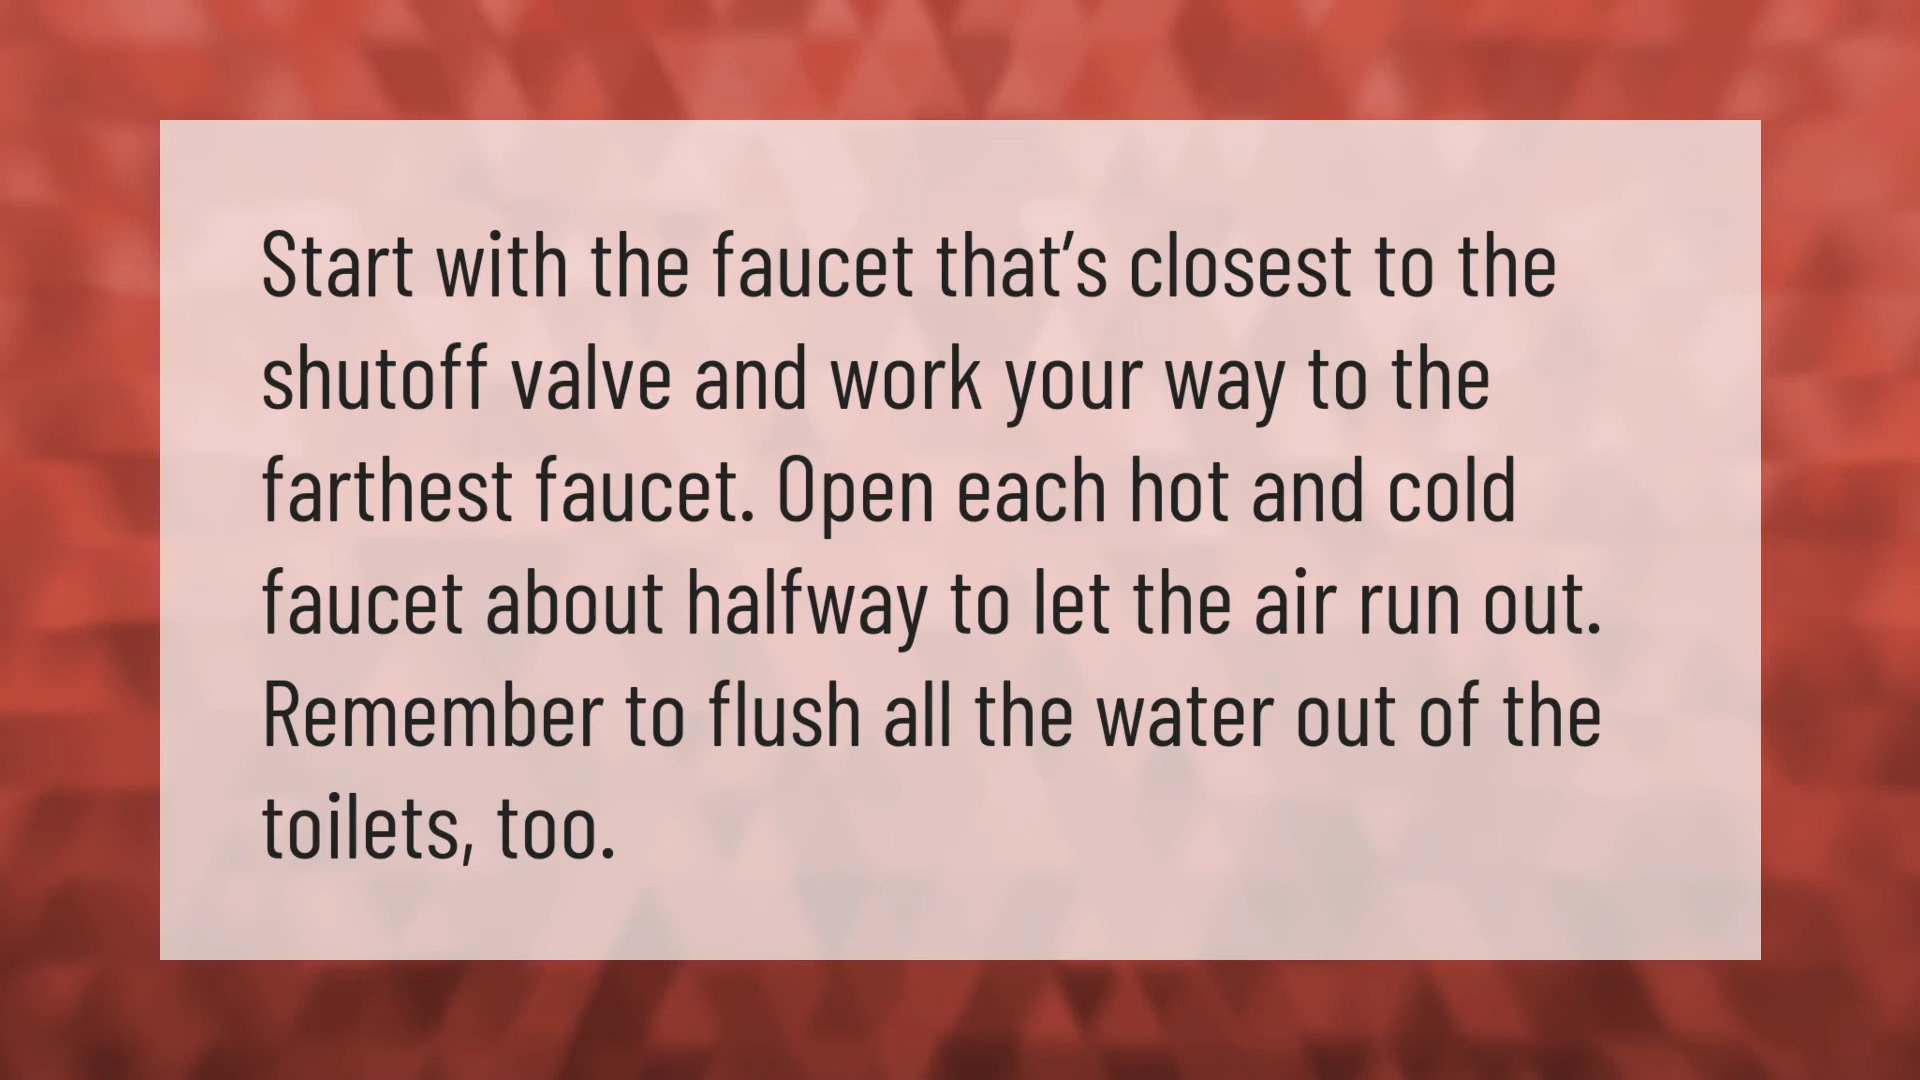 Start with the faucet that’s closest to the
shutoff valve and work your way to the
farthest faucet. Open each hot and cold
faucet about halfway to let the air run out.
Remember to flush all the water out of the
toilets, too.